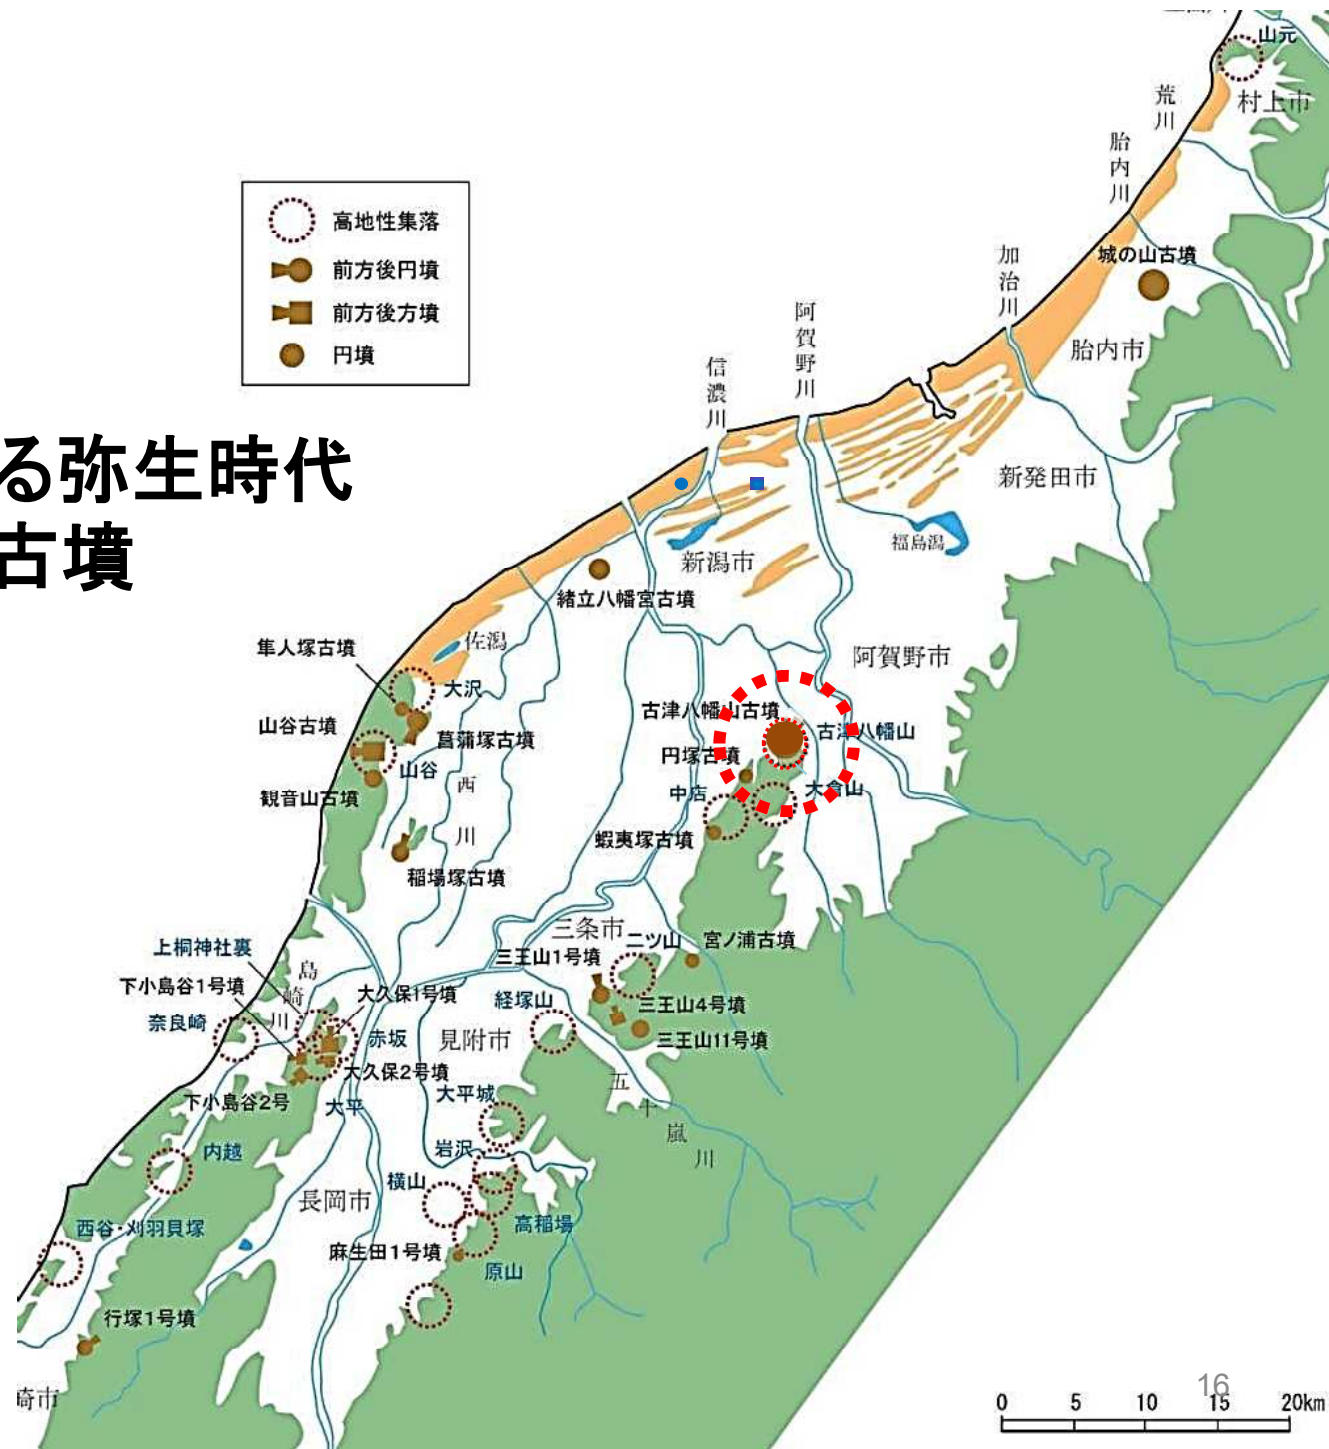 山元
村上市
荒川
胎内川
城の山古墳
加治川
胎内市
阿賀野川
信濃川
高地性集落
前方後円墳
前方後方墳
円墳
る弥生時代
古墳
新発田市
福島潟
新潟市
緒立八幡宮古墳
佐潟
隼人塚古墳
大沢
阿賀野市
山谷古墳
菖蒲塚古墳
古津八幡山古墳
古津八幡山
円塚古墳
山谷
観音山古墳
西川
中店
大倉山
蝦夷塚古墳
稲場塚古墳
三条市
二ツ山
宮ノ浦古墳
上桐神社裏
三王山1号墳
島崎川
下小島谷1号墳
大久保1号墳
経塚山
三王山4号墳
奈良崎
赤坂
見附市
三王山11号墳
大久保2号墳
五十嵐川
下小島谷2号
大平
大平城
内越
岩沢
横山
長岡市
高稲場
西谷・刈羽貝塚
麻生田1号墳
原山
行塚1号墳
崎市
16
0 5 10 15 20km